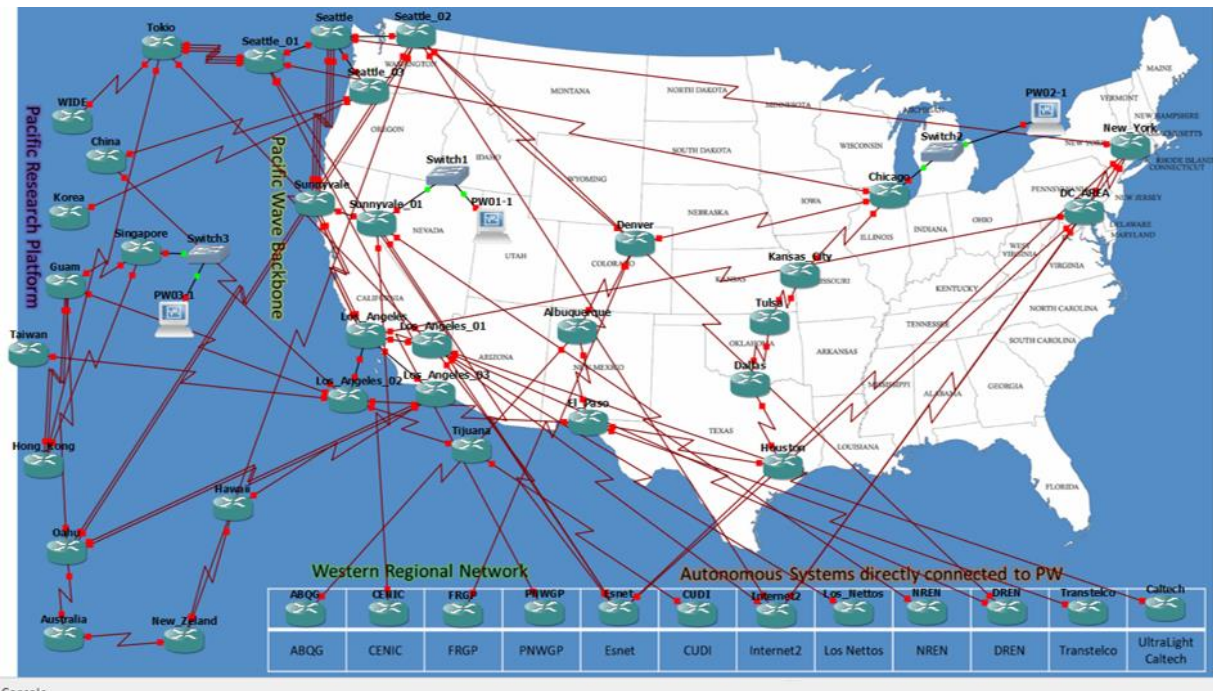 Seattle
Seattle_02
Tokio
Seattle_01
WASHINGTON
Seattle_03
MONTANA
NORTH DAKOTA
MINNESOTA
MAINE
PW02-1
VERMONT
NEW HAMPSHIRE
WIDE
OREGON
IDAHO
SOUTH DAKOTA
WISCONSIN
Switch2
New_York
RHODE ISLAND
CONNECTICUT
China
Switch1
WYOMING
Chicago
IOWA
DC_AREA
NEW JERSEY
Korea
Sunnyvale
Sunnyvale_01
PW01-1
NEBRASKA
DELAWARE
MARYLAND
Singapore
Switch3
NEVADA
UTAH
Denver
COLORADO
ILLINOIS
INDIANA
OHIO
WEST
VIRGINIA
VIRGINIA
Guam
PW03-1
CALIFORNIA
Kansas_City
KANSAS
MISSOURI
KENTUCKY
Pacific Research Platform
Pacific Wave Backbone
Los_Angeles
Los_Angeles_01
Albuquerque
Tulsa
NORTH CAROLINA
TENNESSEE
Taiwan
ARIZONA
NEW MEXICO
OKLAHOMA
ARKANSAS
SOUTH CAROLINA
Los_Angeles_02
Los_Angeles_03
Dallas
MISSISSIPPI
ALABAMA
GEORGIA
El_Paso
TEXAS
Hong_Kong
Tijuana
Houston
LOUISIANA
FLORIDA
Hawaii
Oahu
Western Regional Network
Autonomous Systems directly connected to PW
Australia
New_Zeland
ABQG CENIC FRGP PNWGP Esnet CUDI Internet2 Los_Nettos NREN DREN Transtelco Caltech
ABQG CENIC FRGP PNWGP Esnet CUDI Internet2 Los Nettos NREN DREN Transtelco UltraLight
Caltech